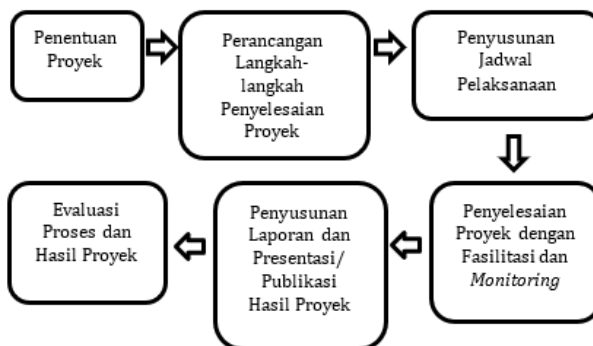 Penentuan
Proyek
Perancangan
Langkah-
langkah
Penyelesaian
Proyek
Penyusunan
Jadwal
Pelaksanaan
Penyelesaian
Proyek dengan
Fasilitasi dan
Monitoring
Penyusunan
Laporan dan
Presentasi/
Publikasi
Hasil Proyek
Evaluasi
Proses dan
Hasil Proyek